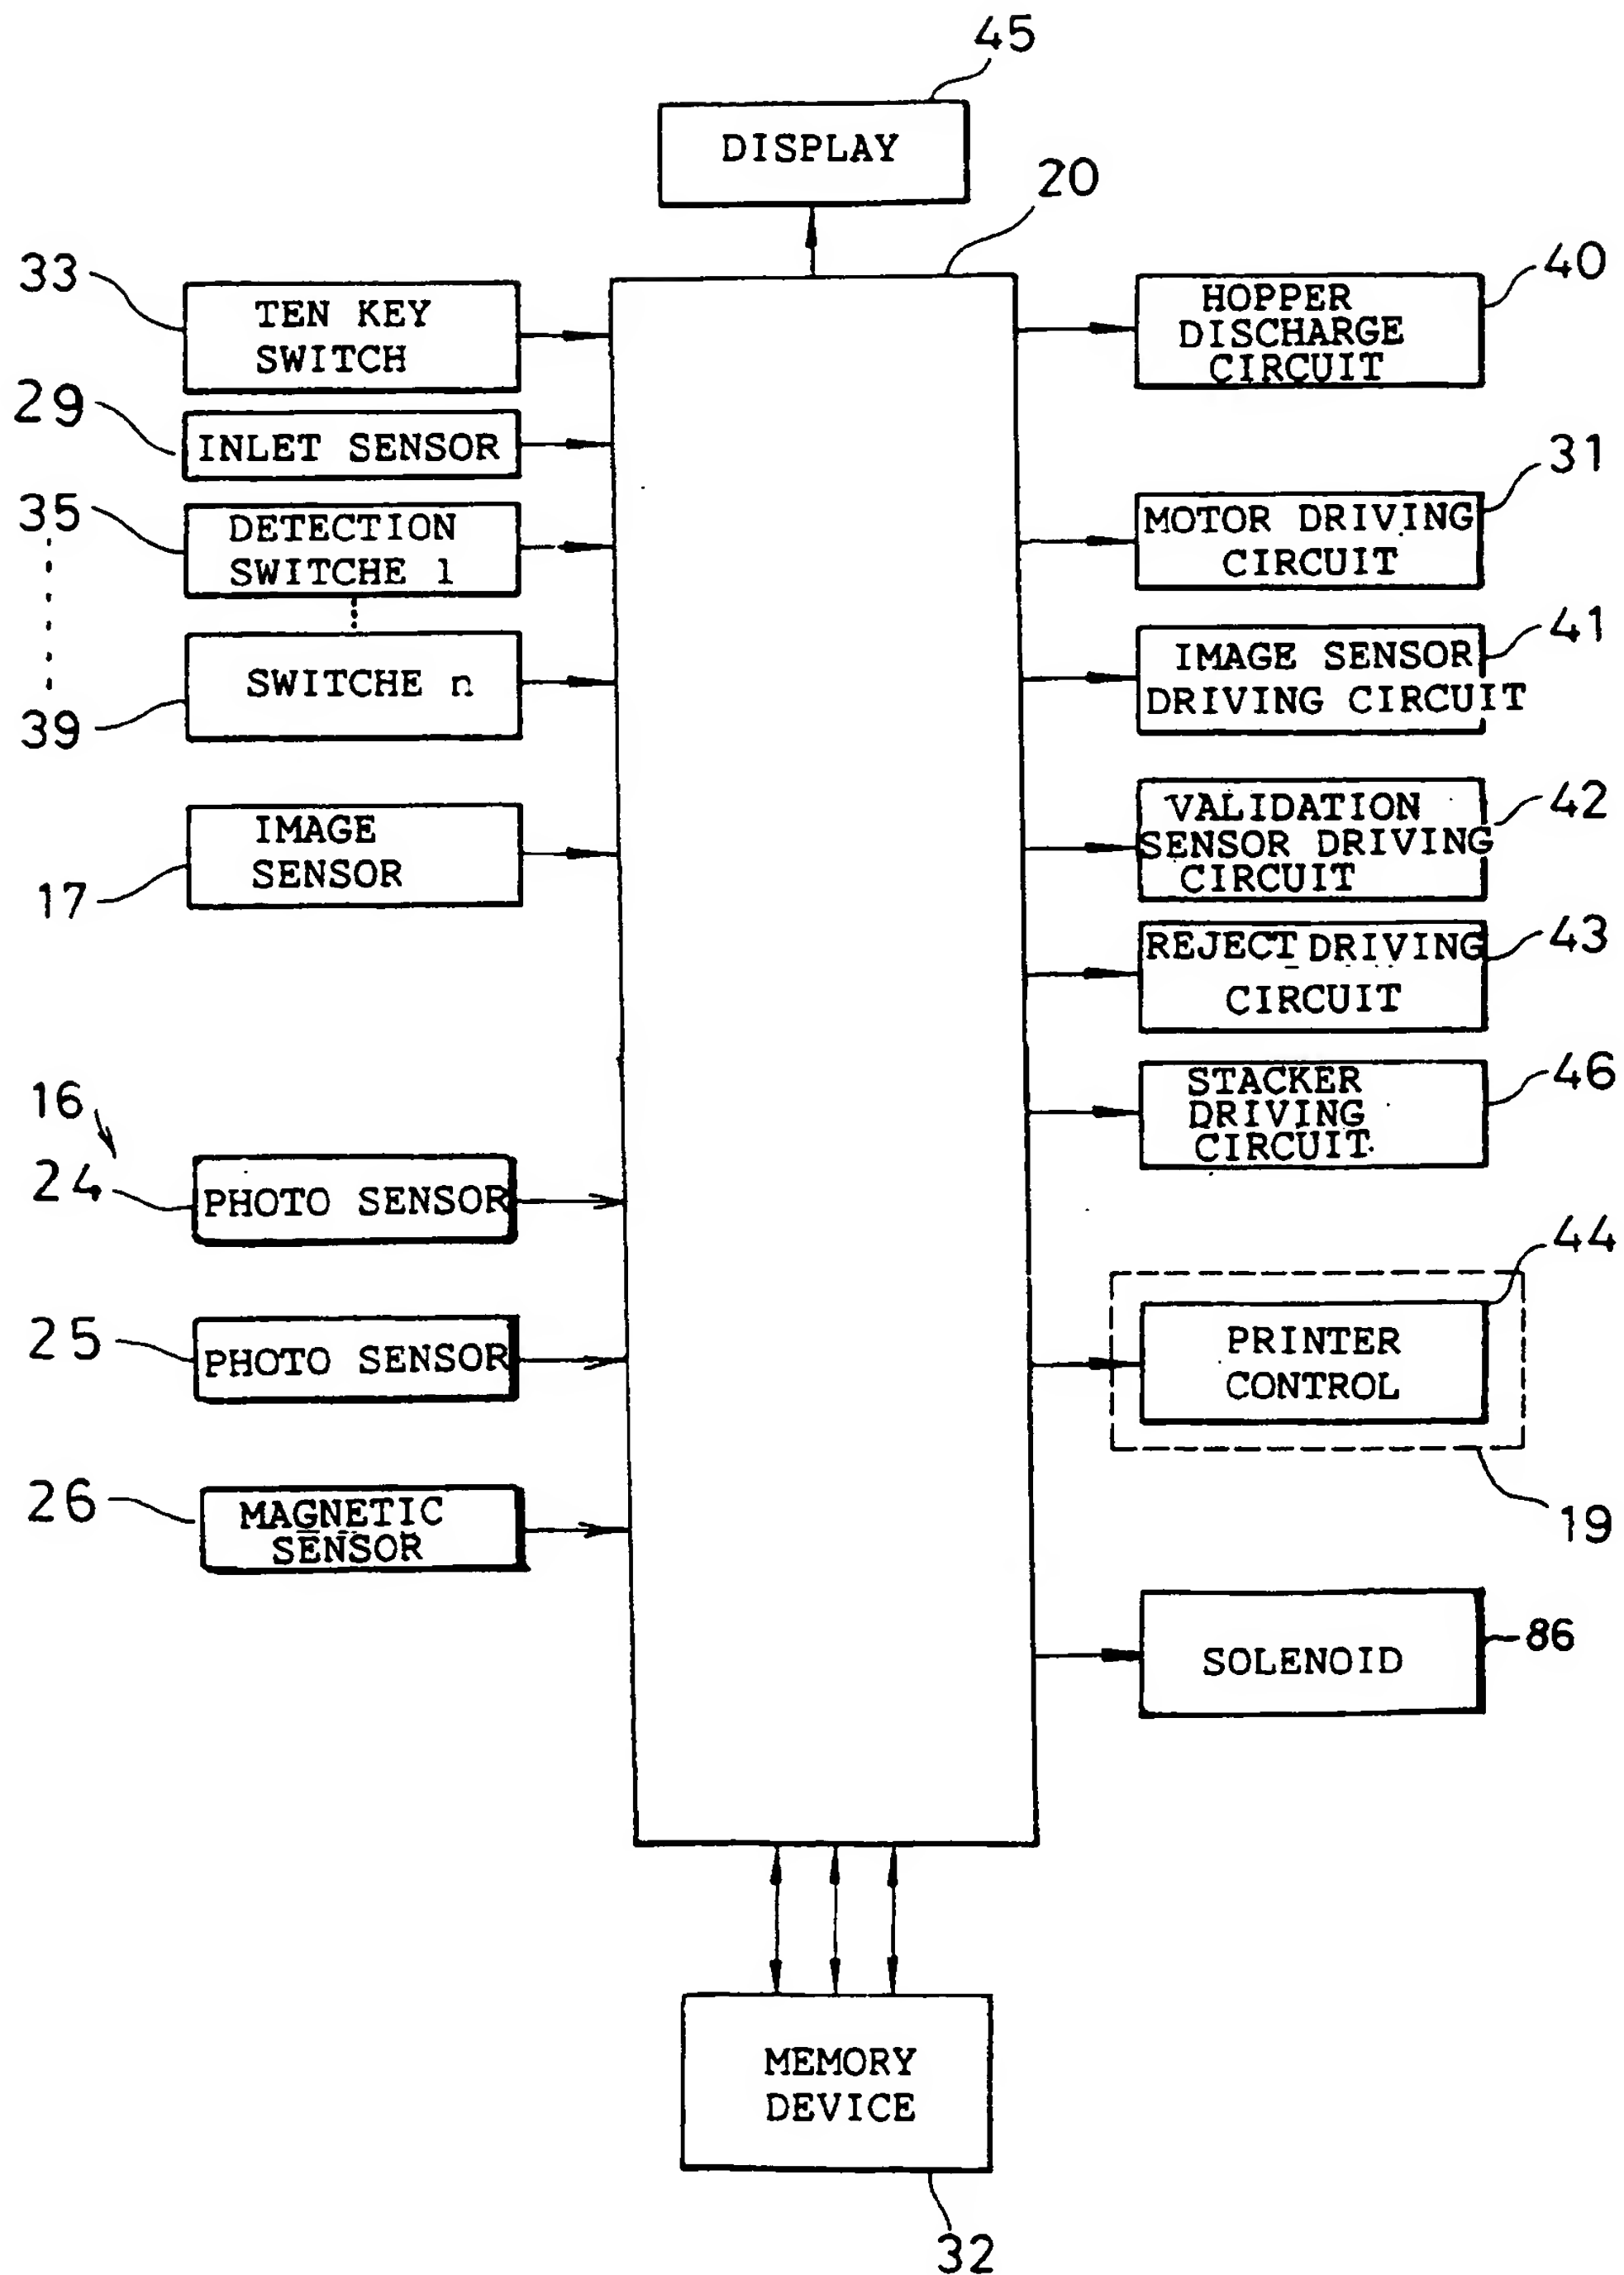 45
DISPLAY
20
33
TEN KEY
SWITCH
40
HOPPER
DISCHARGE
CIRCUIT
29
INLET SENSOR
35
DETECTION
SWITCHE 1
31
MOTOR DRIVING
CIRCUIT
39
SWITCHE n
41
IMAGE SENSOR
DRIVING CIRCUIT
17
IMAGE
SENSOR
42
VALIDATION
SENSOR DRIVING
CIRCUIT
43
REJECT DRIVING
CIRCUIT
46
STACKER
DRIVING
CIRCUIT
16
24
PHOTO SENSOR
44
PRINTER
CONTROL
19
25
PHOTO SENSOR
26
MAGNETIC
SENSOR
SOLENOID
86
MEMORY
DEVICE
32